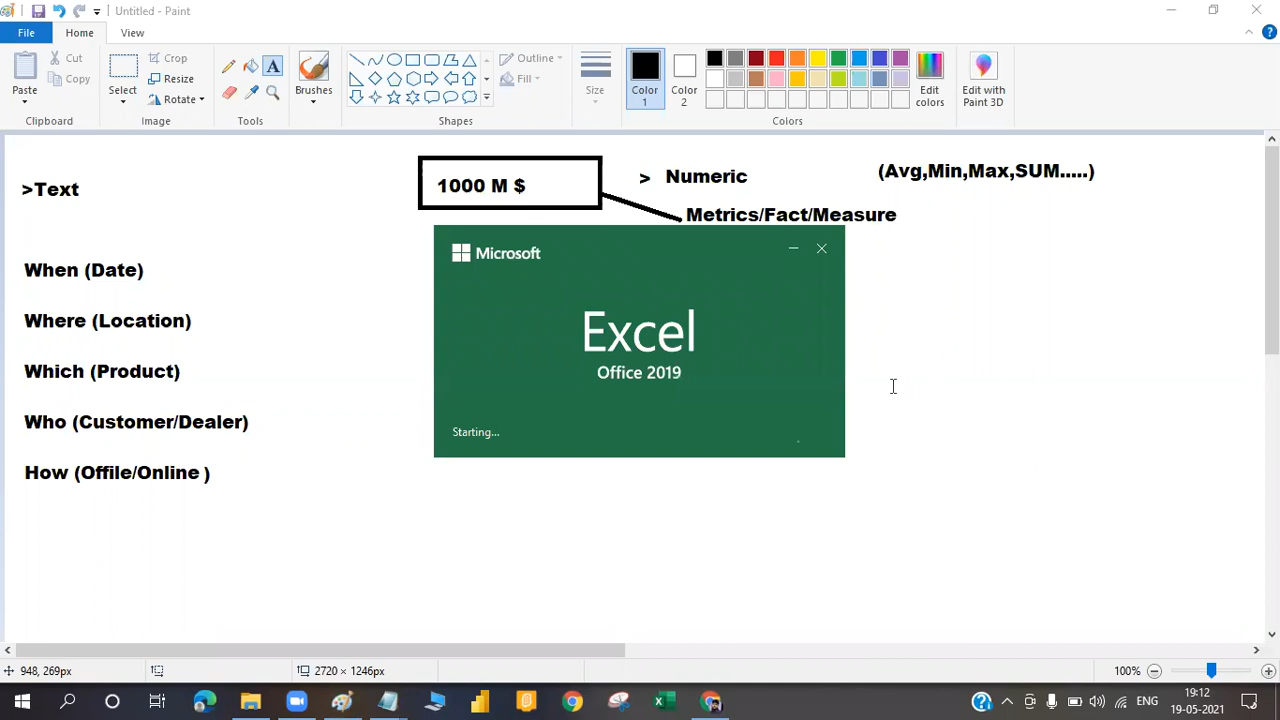 Untitled - Paint
File
Home
View
Paste
Cut
Copy
Clipboard
Select
Crop
Resize
Rotate
Image
A
Tools
Brushes
Outline
Fill
Shapes
Size
Color 1
Color 2
Edit colors
Colors
Edit with Paint 3D
>Text
1000 M $
> Numeric
(Avg,Min,Max,SUM.....)
Metrics/Fact/Measure
When (Date)
Where (Location)
Which (Product)
Who (Customer/Dealer)
How (Offile/Online )
Microsoft
Excel
Office 2019
Starting...
948, 269px
2720 × 1246px
100%
ENG
19:12
19-05-2021